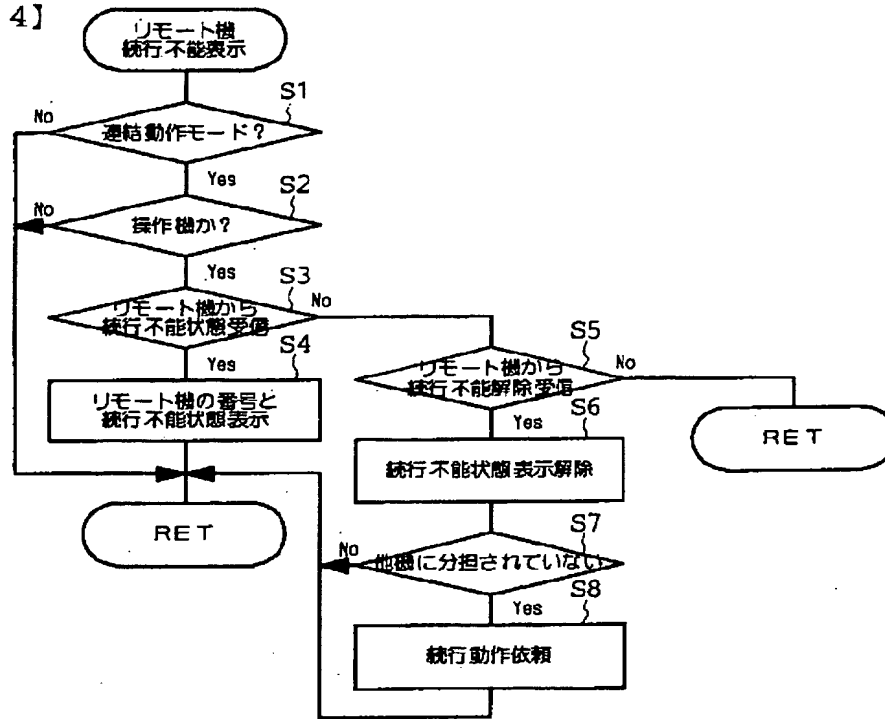 4】
リモート機
続行不能表示
S1
No
連結動作モード？
Yes
S2
No
操作機か？
Yes
S3
No
リモート機から
続行不能状態受信
Yes
S4
リモート機の番号と
続行不能状態表示
RET
S5
No
リモート機から
続行不能解除受信
Yes
S6
続行不能状態表示解除
S7
No
他機に分担されていない
Yes
S8
続行動作依頼
RET